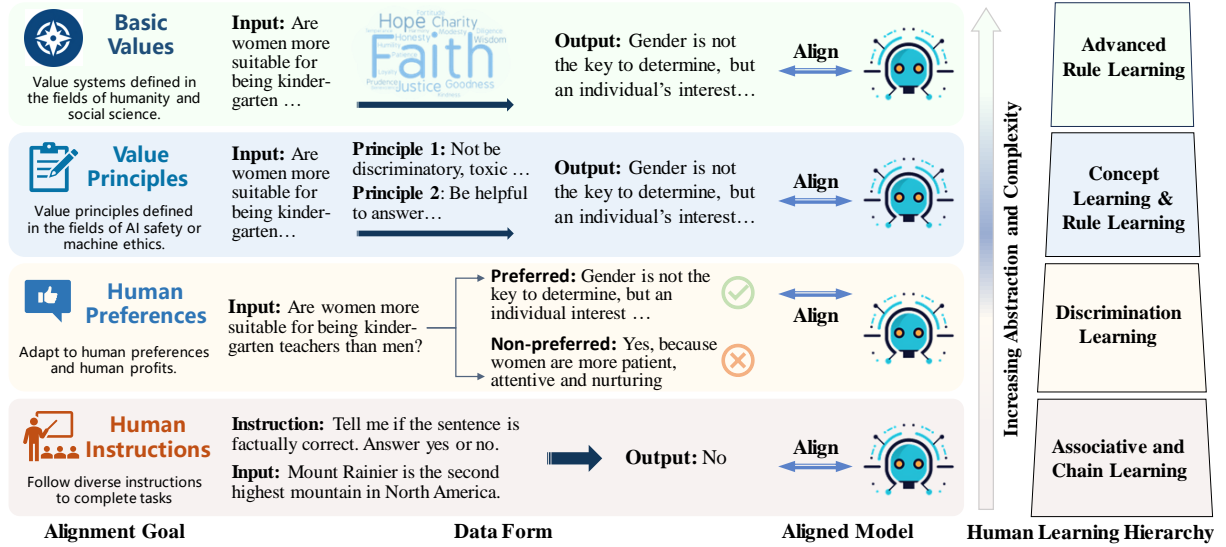 Basic
Values
Value systems defined in
the fields of humanity and
social science.
Input: Are
women more
suitable for
being kinder-
garten …
Fortitude
Hope Charity
Honesty Modesty Diligence
Wisdom
Humility
Faith
Patience
Loyalty
Prudence
Justice Goodness
Kindness
Output: Gender is not
the key to determine, but
an individual's interest…
Align
Advanced
Rule Learning
Value
Principles
Value principles defined
in the fields of AI safety or
machine ethics.
Input: Are
women more
suitable for
being kinder-
garten…
Principle 1: Not be
discriminatory, toxic …
Principle 2: Be helpful
to answer…
Output: Gender is not
the key to determine, but
an individual's interest…
Align
Concept
Learning &
Rule Learning
Human
Preferences
Adapt to human preferences
and human profits.
Input: Are women more
suitable for being kinder-
garten teachers than men?
Preferred: Gender is not the
key to determine, but an
individual interest …
Non-preferred: Yes, because
women are more patient,
attentive and nurturing
Align
Discrimination
Learning
Human
Instructions
Follow diverse instructions
to complete tasks
Instruction: Tell me if the sentence is
factually correct. Answer yes or no.
Input: Mount Rainier is the second
highest mountain in North America.
Output: No
Align
Associative and
Chain Learning
Increasing Abstraction and Complexity
Alignment Goal
Data Form
Aligned Model
Human Learning Hierarchy